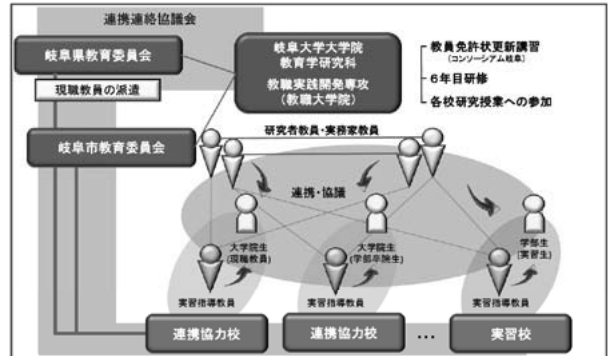 連携連絡協議会
岐阜県教育委員会
現職教員の派遣
岐阜市教育委員会
岐阜大学大学院
教育学研究科
教職実践開発専攻
（教職大学院）
教員免許状更新講習
（コンソーシアム岐阜）
６年目研修
各校研究授業への参加
研究者教員・実務家教員
連携・協議
大学院生
（現職教員）
大学院生
（学部卒院生）
学部生
（実習生）
実習指導教員
実習指導教員
実習指導教員
連携協力校
連携協力校
…
実習校